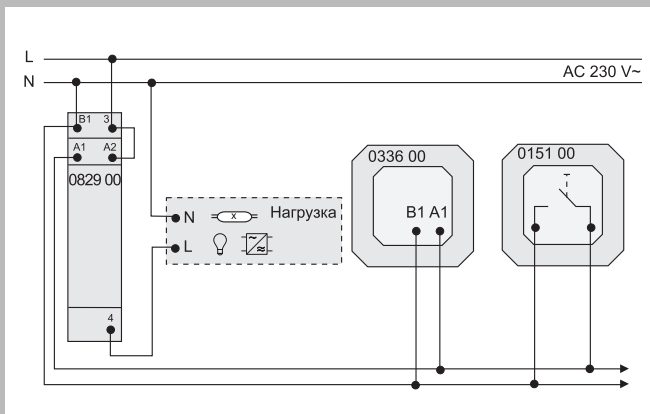 L
AC 230 V~
N
B1 3
A1 A2
0829 00
4
N Нагрузка
x
L
0336 00
B1 A1
0151 00